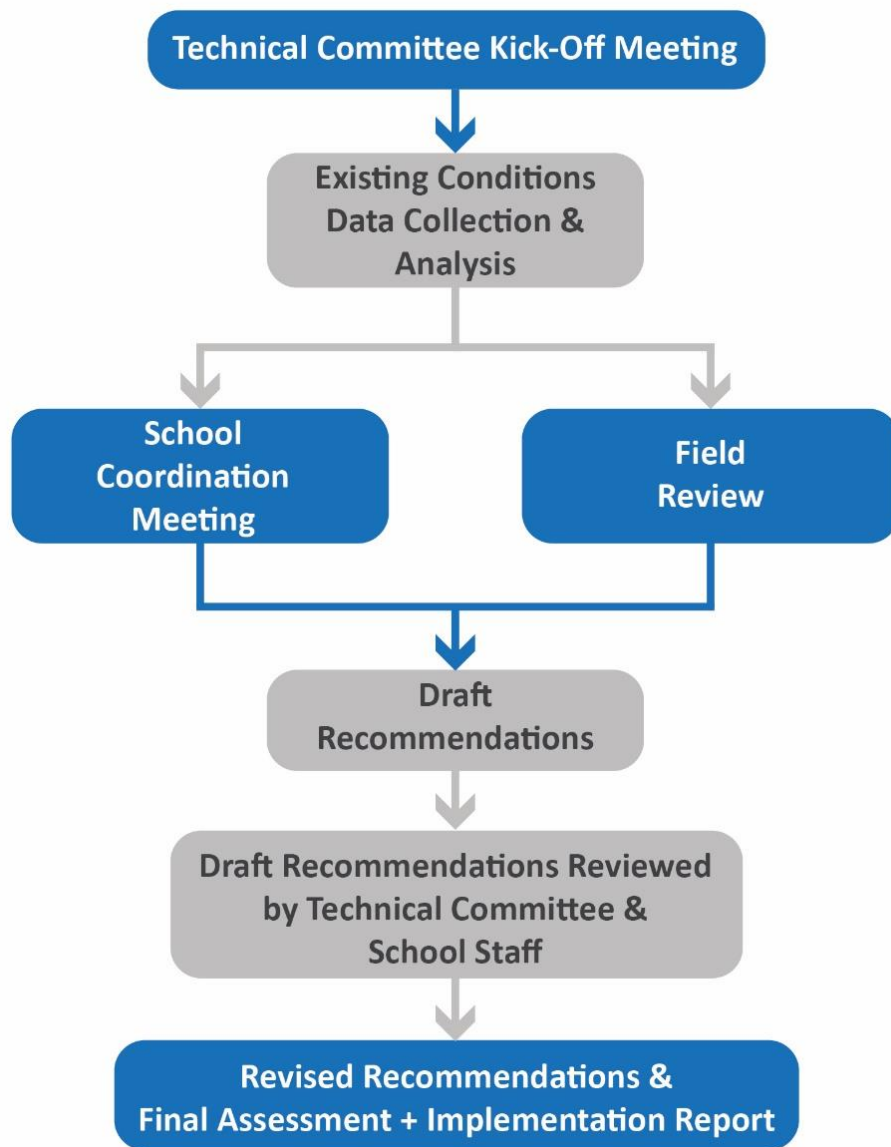 Technical Committee Kick-Off Meeting
Existing Conditions
Data Collection &
Analysis
School
Coordination
Meeting
Field
Review
Draft
Recommendations
Draft Recommendations Reviewed
by Technical Committee &
School Staff
Revised Recommendations &
Final Assessment + Implementation Report